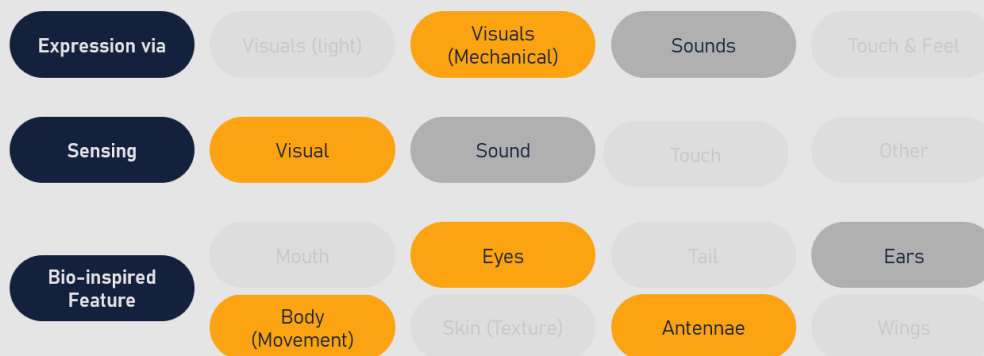 Expression via
Visuals (light)
Visuals
(Mechanical)
Sounds
Touch & Feel
Sensing
Visual
Sound
Touch
Other
Bio-inspired
Feature
Mouth
Eyes
Tail
Ears
Body
(Movement)
Skin (Texture)
Antennae
Wings